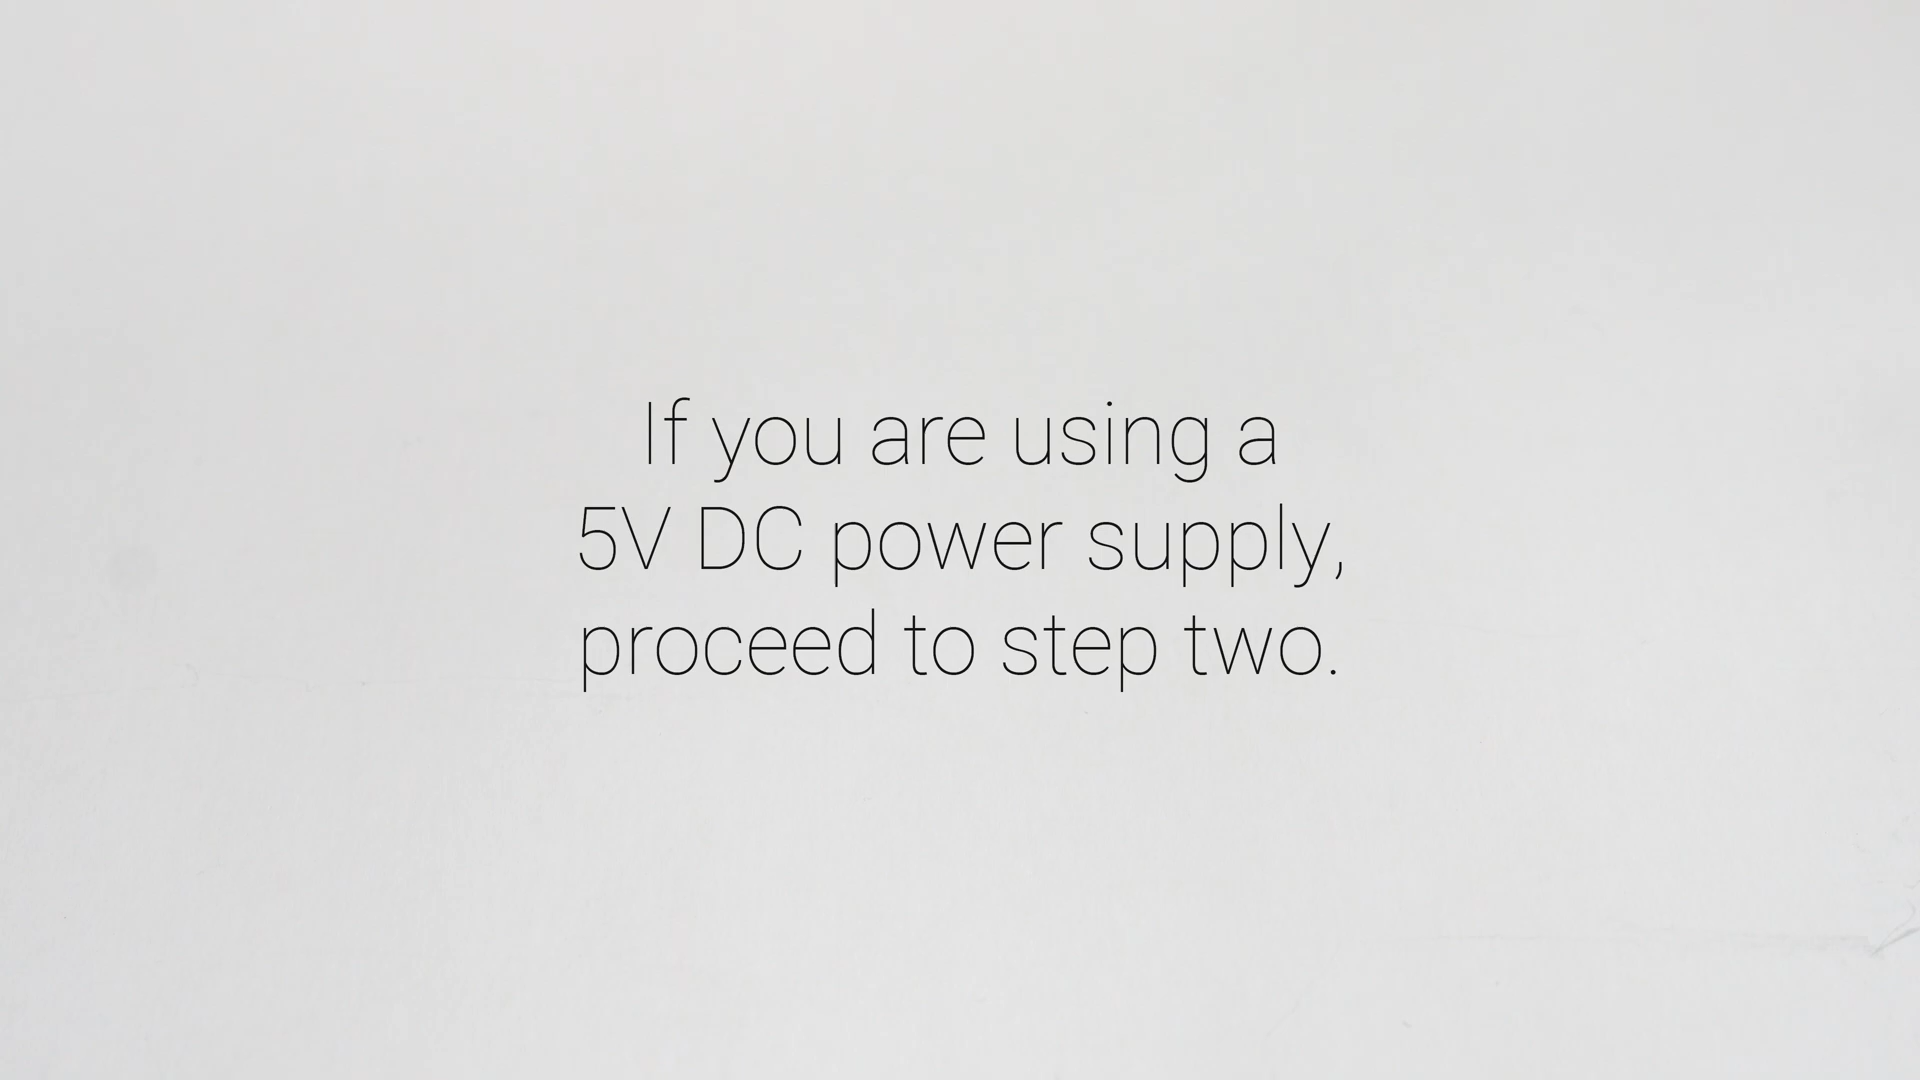 If you are using a
5V DC power supply,
proceed to step two.